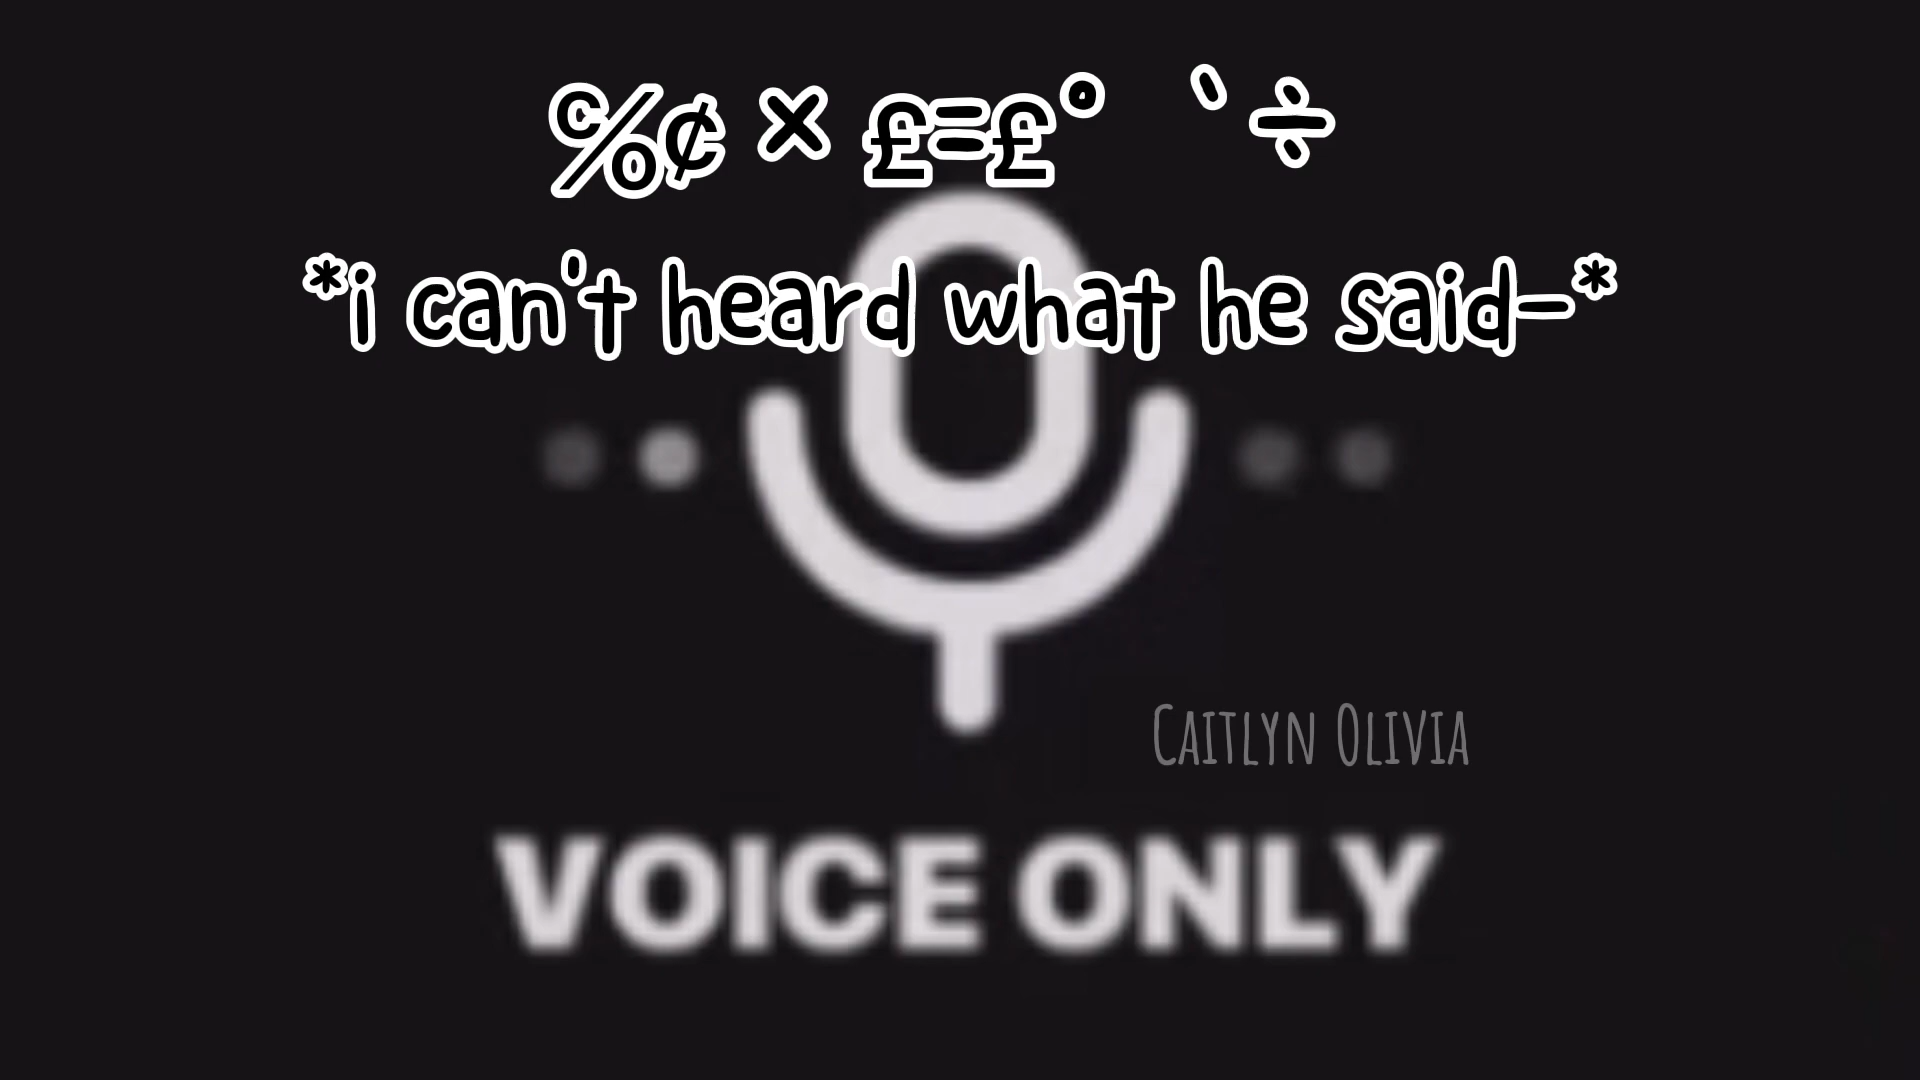 ℅¢ × £=£° ˋ÷
*i can't heard what he said-*
Caitlyn Olivia
VOICE ONLY